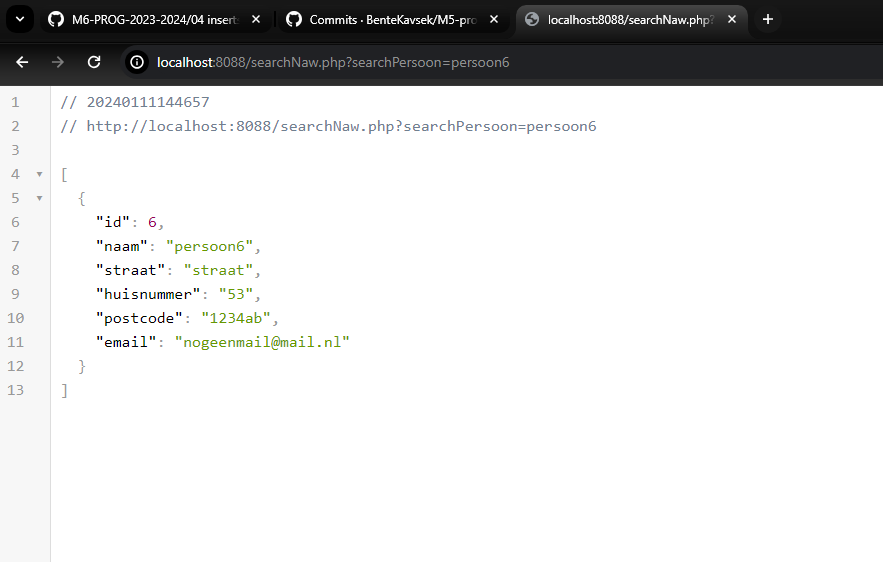 M6-PROG-2023-2024/04 inserts
Commits · BenteKavsek/M5-pro
localhost:8088/searchNaw.php?
localhost:8088/searchNaw.php?searchPersoon=persoon6
1 // 20240111144657
2 // http://localhost:8088/searchNaw.php?searchPersoon=persoon6
3
4 [
5 {
6 "id": 6,
7 "naam": "persoon6",
8 "straat": "straat",
9 "huisnummer": "53",
10 "postcode": "1234ab",
11 "email": "nogeenmail@mail.nl"
12 }
13 ]